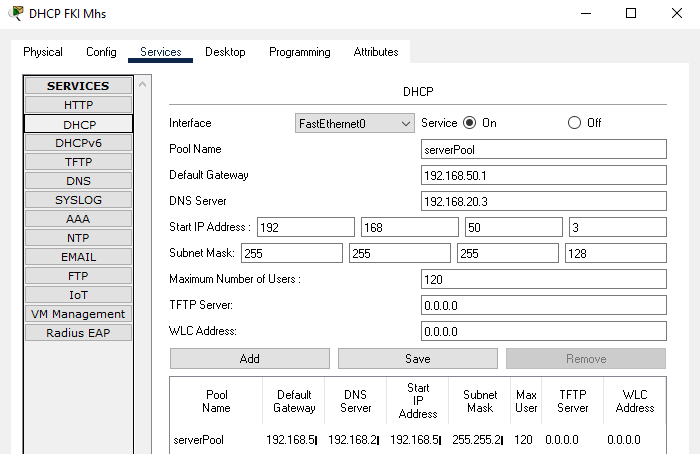 DHCP FKI Mhs
Physical Config Services Desktop Programming Attributes
SERVICES
HTTP
DHCP
DHCPv6
TFTP
DNS
SYSLOG
AAA
NTP
EMAIL
FTP
IoT
VM Management
Radius EAP
DHCP
Interface FastEthernet0 Service On Off
Pool Name serverPool
Default Gateway 192.168.50.1
DNS Server 192.168.20.3
Start IP Address : 192 168 50 3
Subnet Mask: 255 255 255 128
Maximum Number of Users : 120
TFTP Server: 0.0.0.0
WLC Address: 0.0.0.0
Add Save Remove
Pool Name Default Gateway DNS Server Start IP Address Subnet Mask Max User TFTP Server WLC Address
serverPool 192.168.5 192.168.2 192.168.5 255.255.2 120 0.0.0.0 0.0.0.0